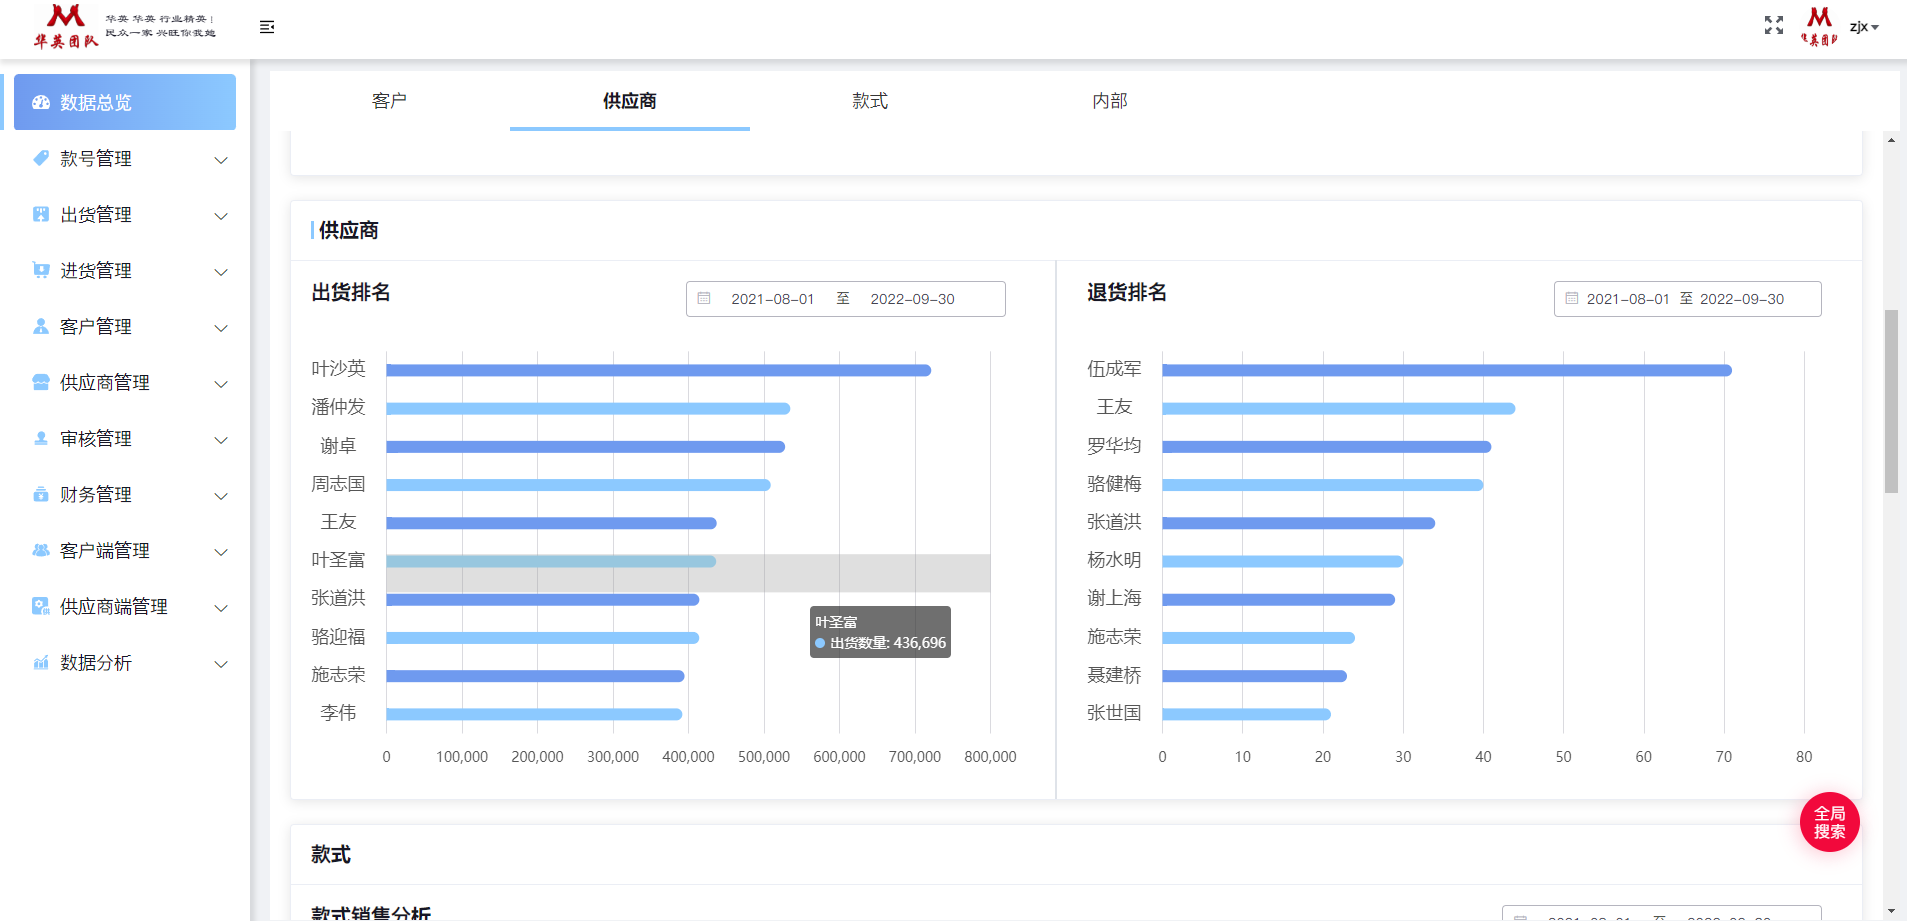 华英 华英 行业精英！
民众一家 兴旺你我她
华英团队
华英团队
zjx
数据总览
款号管理
出货管理
进货管理
客户管理
供应商管理
审核管理
财务管理
客户端管理
供应商端管理
数据分析
客户 供应商 款式 内部
供应商
出货排名
2021-08-01 至 2022-09-30
叶沙英
潘仲发
谢卓
周志国
王友
叶圣富
张道洪
骆迎福
施志荣
李伟
0 100,000 200,000 300,000 400,000 500,000 600,000 700,000 800,000
叶圣富
出货数量: 436,696
退货排名
2021-08-01 至 2022-09-30
伍成军
王友
罗华均
骆健梅
张道洪
杨水明
谢上海
施志荣
聂建桥
张世国
0 10 20 30 40 50 60 70 80
全局
搜索
款式
款式销售分析
2021-08-01 至 2022-09-30